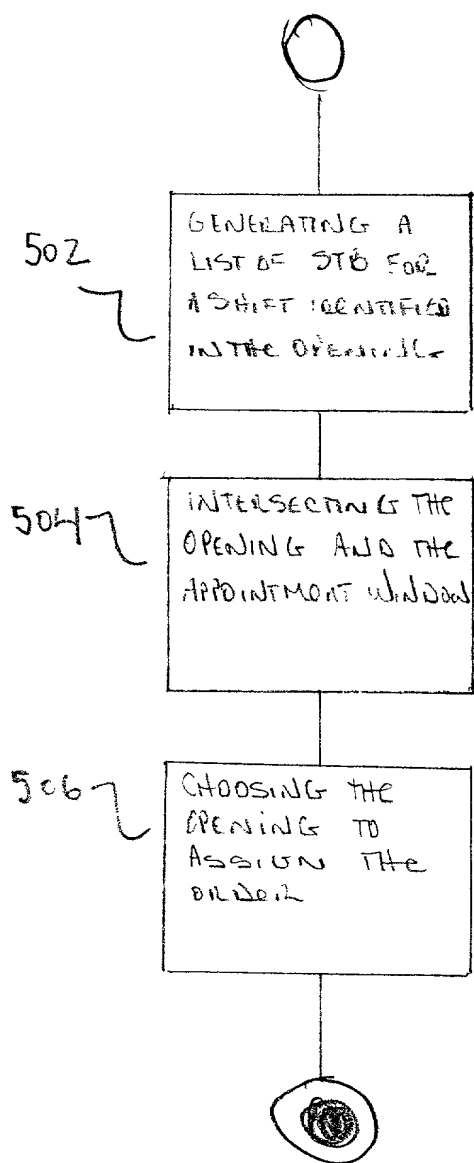 502
GENERATING A
LIST OF STB FOR
A SHIFT IDENTIFIED
IN THE OPENING
504
INTERSECTING THE
OPENING AND THE
APPOINTMENT WINDOW
506
CHOOSING THE
OPENING TO
ASSIGN THE
ORDER